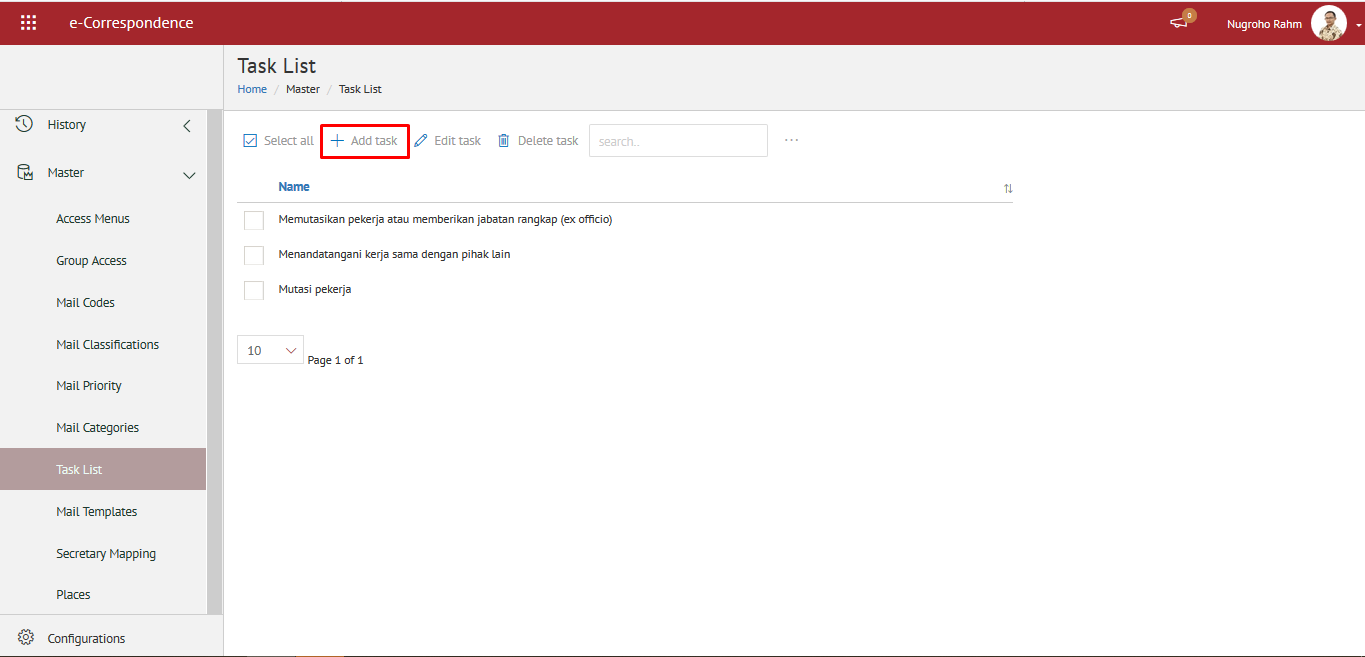 e-Correspondence
0
Nugroho Rahm
Task List
Home / Master / Task List
History
Master
Access Menus
Group Access
Mail Codes
Mail Classifications
Mail Priority
Mail Categories
Task List
Mail Templates
Secretary Mapping
Places
Configurations
Select all Add task Edit task Delete task search.. ...
Name
Memutasikan pekerja atau memberikan jabatan rangkap (ex officio)
Menandatangani kerja sama dengan pihak lain
Mutasi pekerja
10 Page 1 of 1